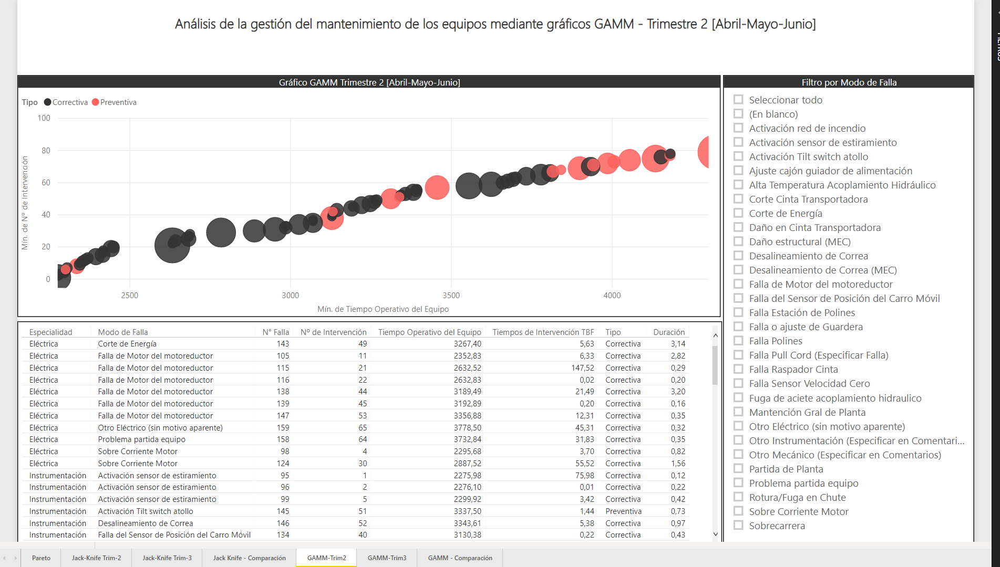 Análisis de la gestión del mantenimiento de los equipos mediante gráficos GAMM - Trimestre 2 [Abril-Mayo-Junio]
Gráfico GAMM Trimestre 2 [Abril-Mayo-Junio]
Tipo Correctiva Preventiva
100
80
60
40
20
0
Mín. de Nº de Intervención
2500 3000 3500 4000
Mín. de Tiempo Operativo del Equipo
Especialidad Modo de Falla N° Falla Nº de Intervención Tiempo Operativo del Equipo Tiempos de Intervención TBF Tipo Duración
Eléctrica Corte de Energía 143 49 3267,40 5,63 Correctiva 3,14
Eléctrica Falla de Motor del motoreductor 105 11 2352,83 6,33 Correctiva 2,82
Eléctrica Falla de Motor del motoreductor 115 21 2632,52 147,52 Correctiva 0,29
Eléctrica Falla de Motor del motoreductor 116 22 2632,83 0,02 Correctiva 0,20
Eléctrica Falla de Motor del motoreductor 138 44 3189,49 21,49 Correctiva 3,20
Eléctrica Falla de Motor del motoreductor 139 45 3192,89 0,20 Correctiva 0,16
Eléctrica Falla de Motor del motoreductor 147 53 3356,88 12,31 Correctiva 0,35
Eléctrica Otro Eléctrico (sin motivo aparente) 159 65 3778,50 45,31 Correctiva 0,32
Eléctrica Problema partida equipo 158 64 3732,84 31,83 Correctiva 0,35
Eléctrica Sobre Corriente Motor 98 4 2295,68 3,70 Correctiva 0,82
Eléctrica Sobre Corriente Motor 124 30 2887,52 55,52 Correctiva 1,56
Instrumentación Activación sensor de estiramiento 95 1 2275,98 75,98 Correctiva 0,12
Instrumentación Activación sensor de estiramiento 96 2 2276,10 0,01 Correctiva 0,22
Instrumentación Activación sensor de estiramiento 99 5 2299,92 3,42 Correctiva 0,42
Instrumentación Activación Tilt switch atollo 145 51 3337,50 1,44 Preventiva 0,73
Instrumentación Desalineamiento de Correa 146 52 3343,61 5,38 Correctiva 0,97
Instrumentación Falla del Sensor de Posición del Carro Móvil 134 40 3130,38 0,22 Correctiva 0,43
Filtro por Modo de Falla
Seleccionar todo
(En blanco)
Activación red de incendio
Activación sensor de estiramiento
Activación Tilt switch atollo
Ajuste cajón guiador de alimentación
Alta Temperatura Acoplamiento Hidráulico
Corte Cinta Transportadora
Corte de Energía
Daño en Cinta Transportadora
Daño estructural (MEC)
Desalineamiento de Correa
Desalineamiento de Correa (MEC)
Falla de Motor del motoreductor
Falla del Sensor de Posición del Carro Móvil
Falla Estación de Polines
Falla o ajuste de Guardera
Falla Polines
Falla Pull Cord (Especificar Falla)
Falla Raspador Cinta
Falla Sensor Velocidad Cero
Fuga de aciete acoplamiento hidraulico
Mantención Gral de Planta
Otro Eléctrico (sin motivo aparente)
Otro Instrumentación (Especificar en Comentari...
Otro Mecánico (Especificar en Comentarios)
Partida de Planta
Problema partida equipo
Rotura/Fuga en Chute
Sobre Corriente Motor
Sobrecarrera
Pareto Jack-Knife Trim-2 Jack-Knife Trim-3 Jack Knife - Comparación GAMM-Trim2 GAMM-Trim3 GAMM - Comparación